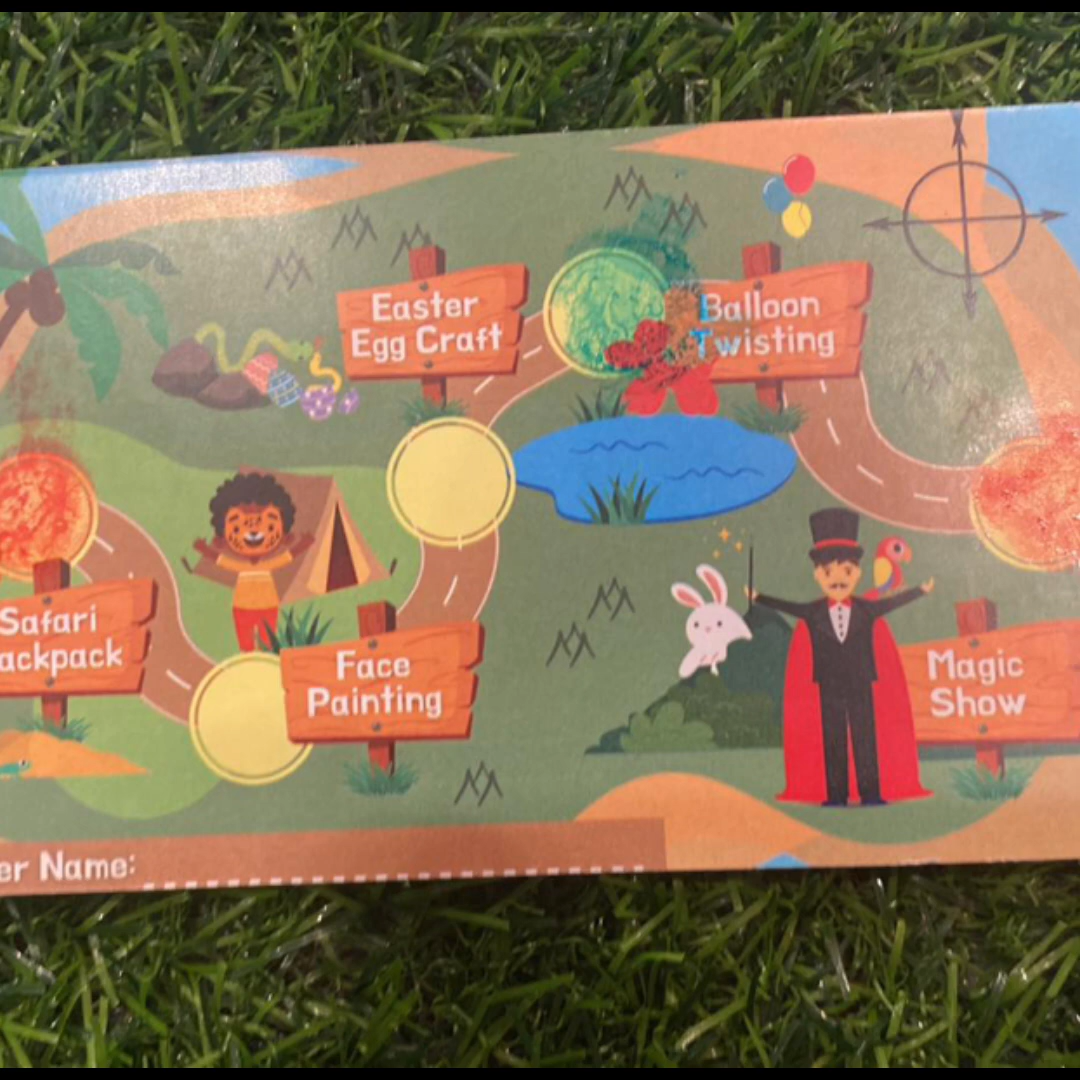 Easter
Egg Craft
Balloon
Twisting
Safari
ackpack
Face
Painting
Magic
Show
er Name: